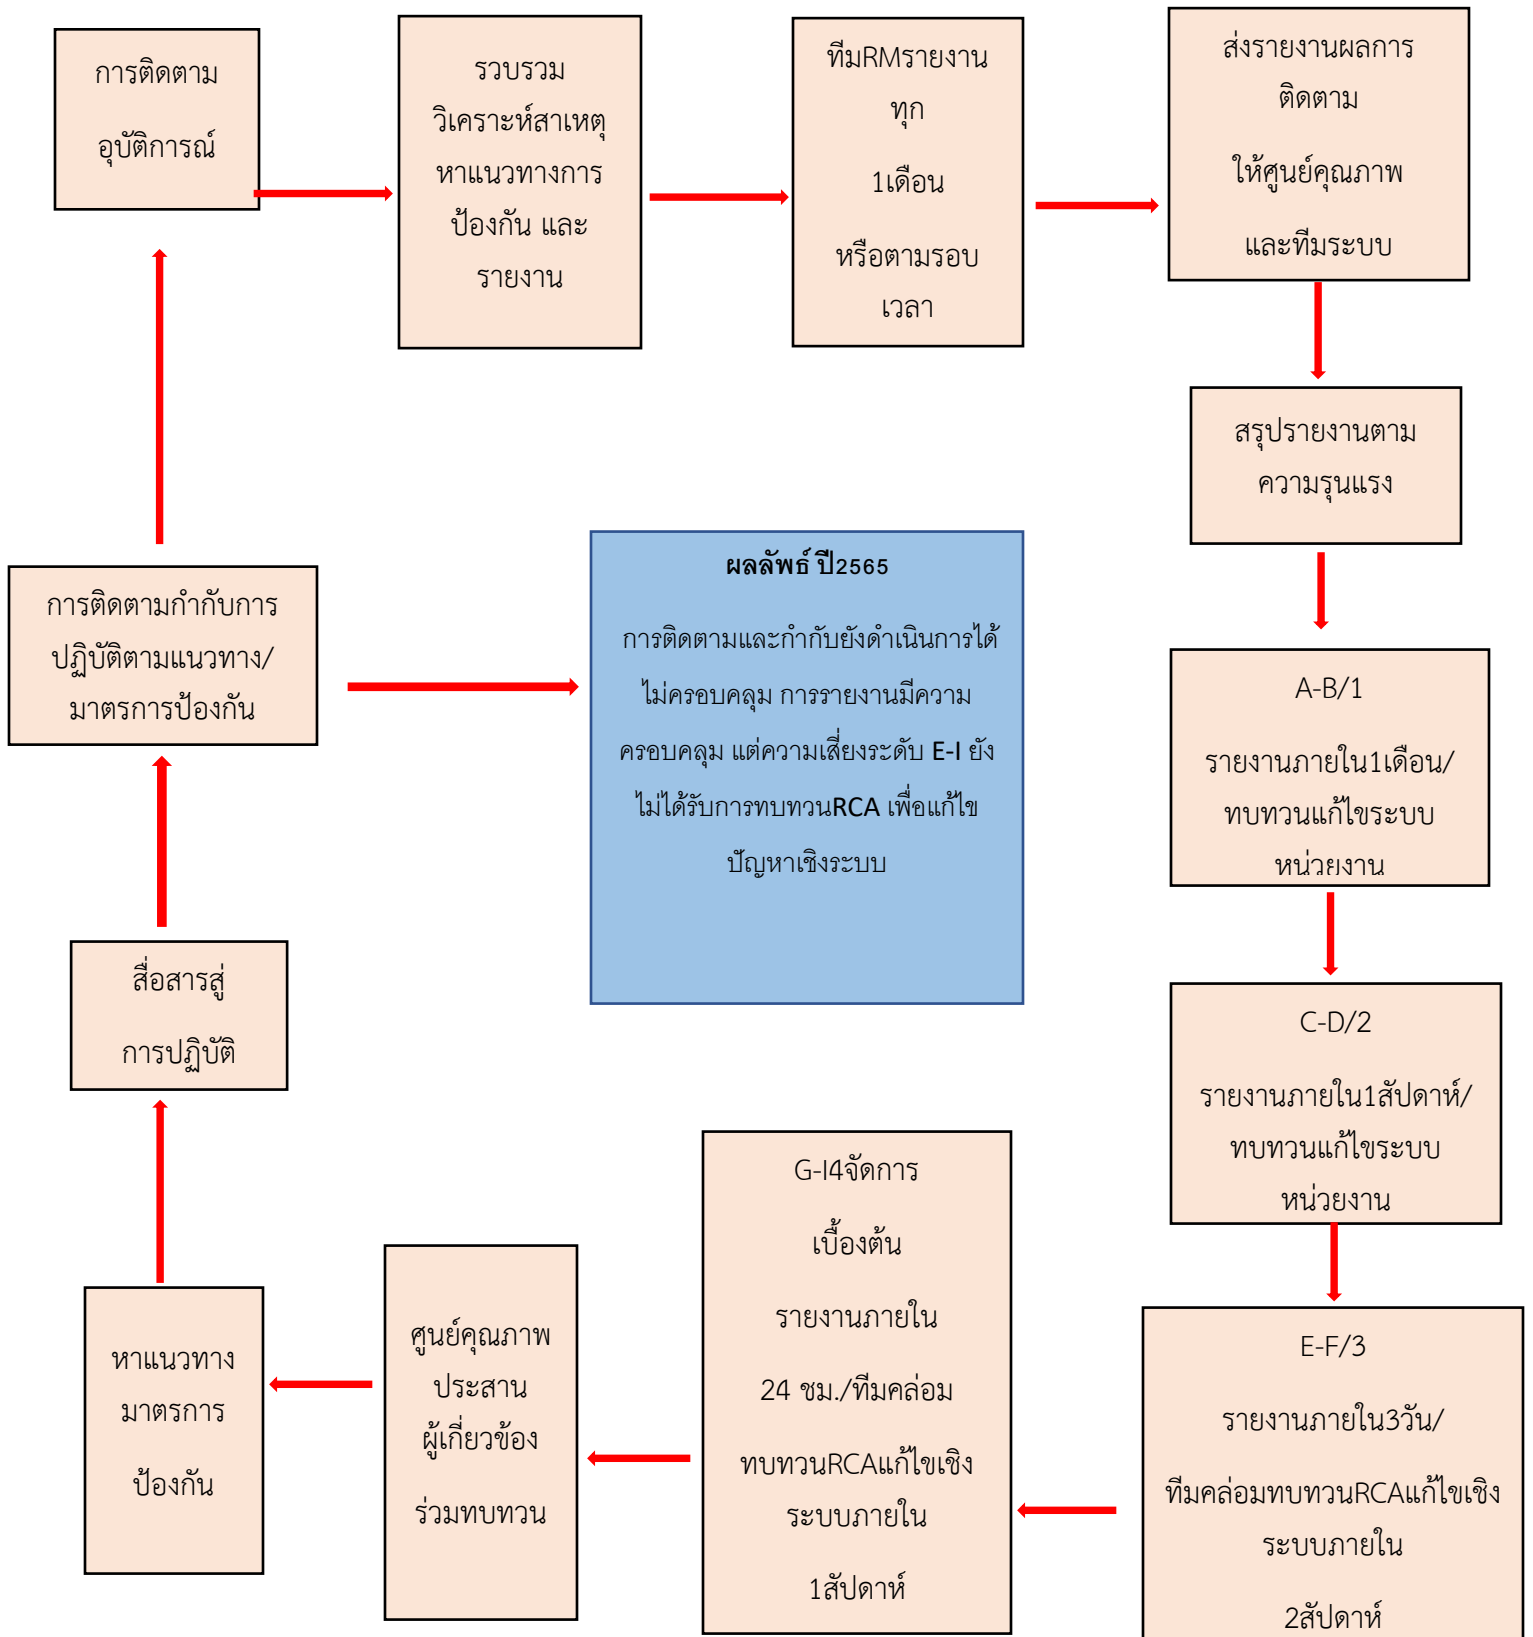 การติดตาม
อุบัติการณ์
รวบรวม
วิเคราะห์สาเหตุ
หาแนวทางการ
ป้องกัน และ
รายงาน
ทีมRMรายงาน
ทุก
1เดือน
หรือตามรอบ
เวลา
ส่งรายงานผลการ
ติดตาม
ให้ศูนย์คุณภาพ
และทีมระบบ
สรุปรายงานตาม
ความรุนแรง
A-B/1
รายงานภายใน1เดือน/
ทบทวนแก้ไขระบบ
หน่วยงาน
C-D/2
รายงานภายใน1สัปดาห์/
ทบทวนแก้ไขระบบ
หน่วยงาน
E-F/3
รายงานภายใน3วัน/
ทีมคล่อมทบทวนRCAแก้ไขเชิง
ระบบภายใน
2สัปดาห์
G-I4จัดการ
เบื้องต้น
รายงานภายใน
24 ชม./ทีมคล่อม
ทบทวนRCAแก้ไขเชิง
ระบบภายใน
1สัปดาห์
ศูนย์คุณภาพ
ประสาน
ผู้เกี่ยวข้อง
ร่วมทบทวน
หาแนวทาง
มาตรการ
ป้องกัน
สื่อสารสู่
การปฏิบัติ
การติดตามกำกับการ
ปฏิบัติตามแนวทาง/
มาตรการป้องกัน
ผลลัพธ์ ปี2565
การติดตามและกำกับยังดำเนินการได้
ไม่ครอบคลุม การรายงานมีความ
ครอบคลุม แต่ความเสี่ยงระดับ E-I ยัง
ไม่ได้รับการทบทวนRCA เพื่อแก้ไข
ปัญหาเชิงระบบ